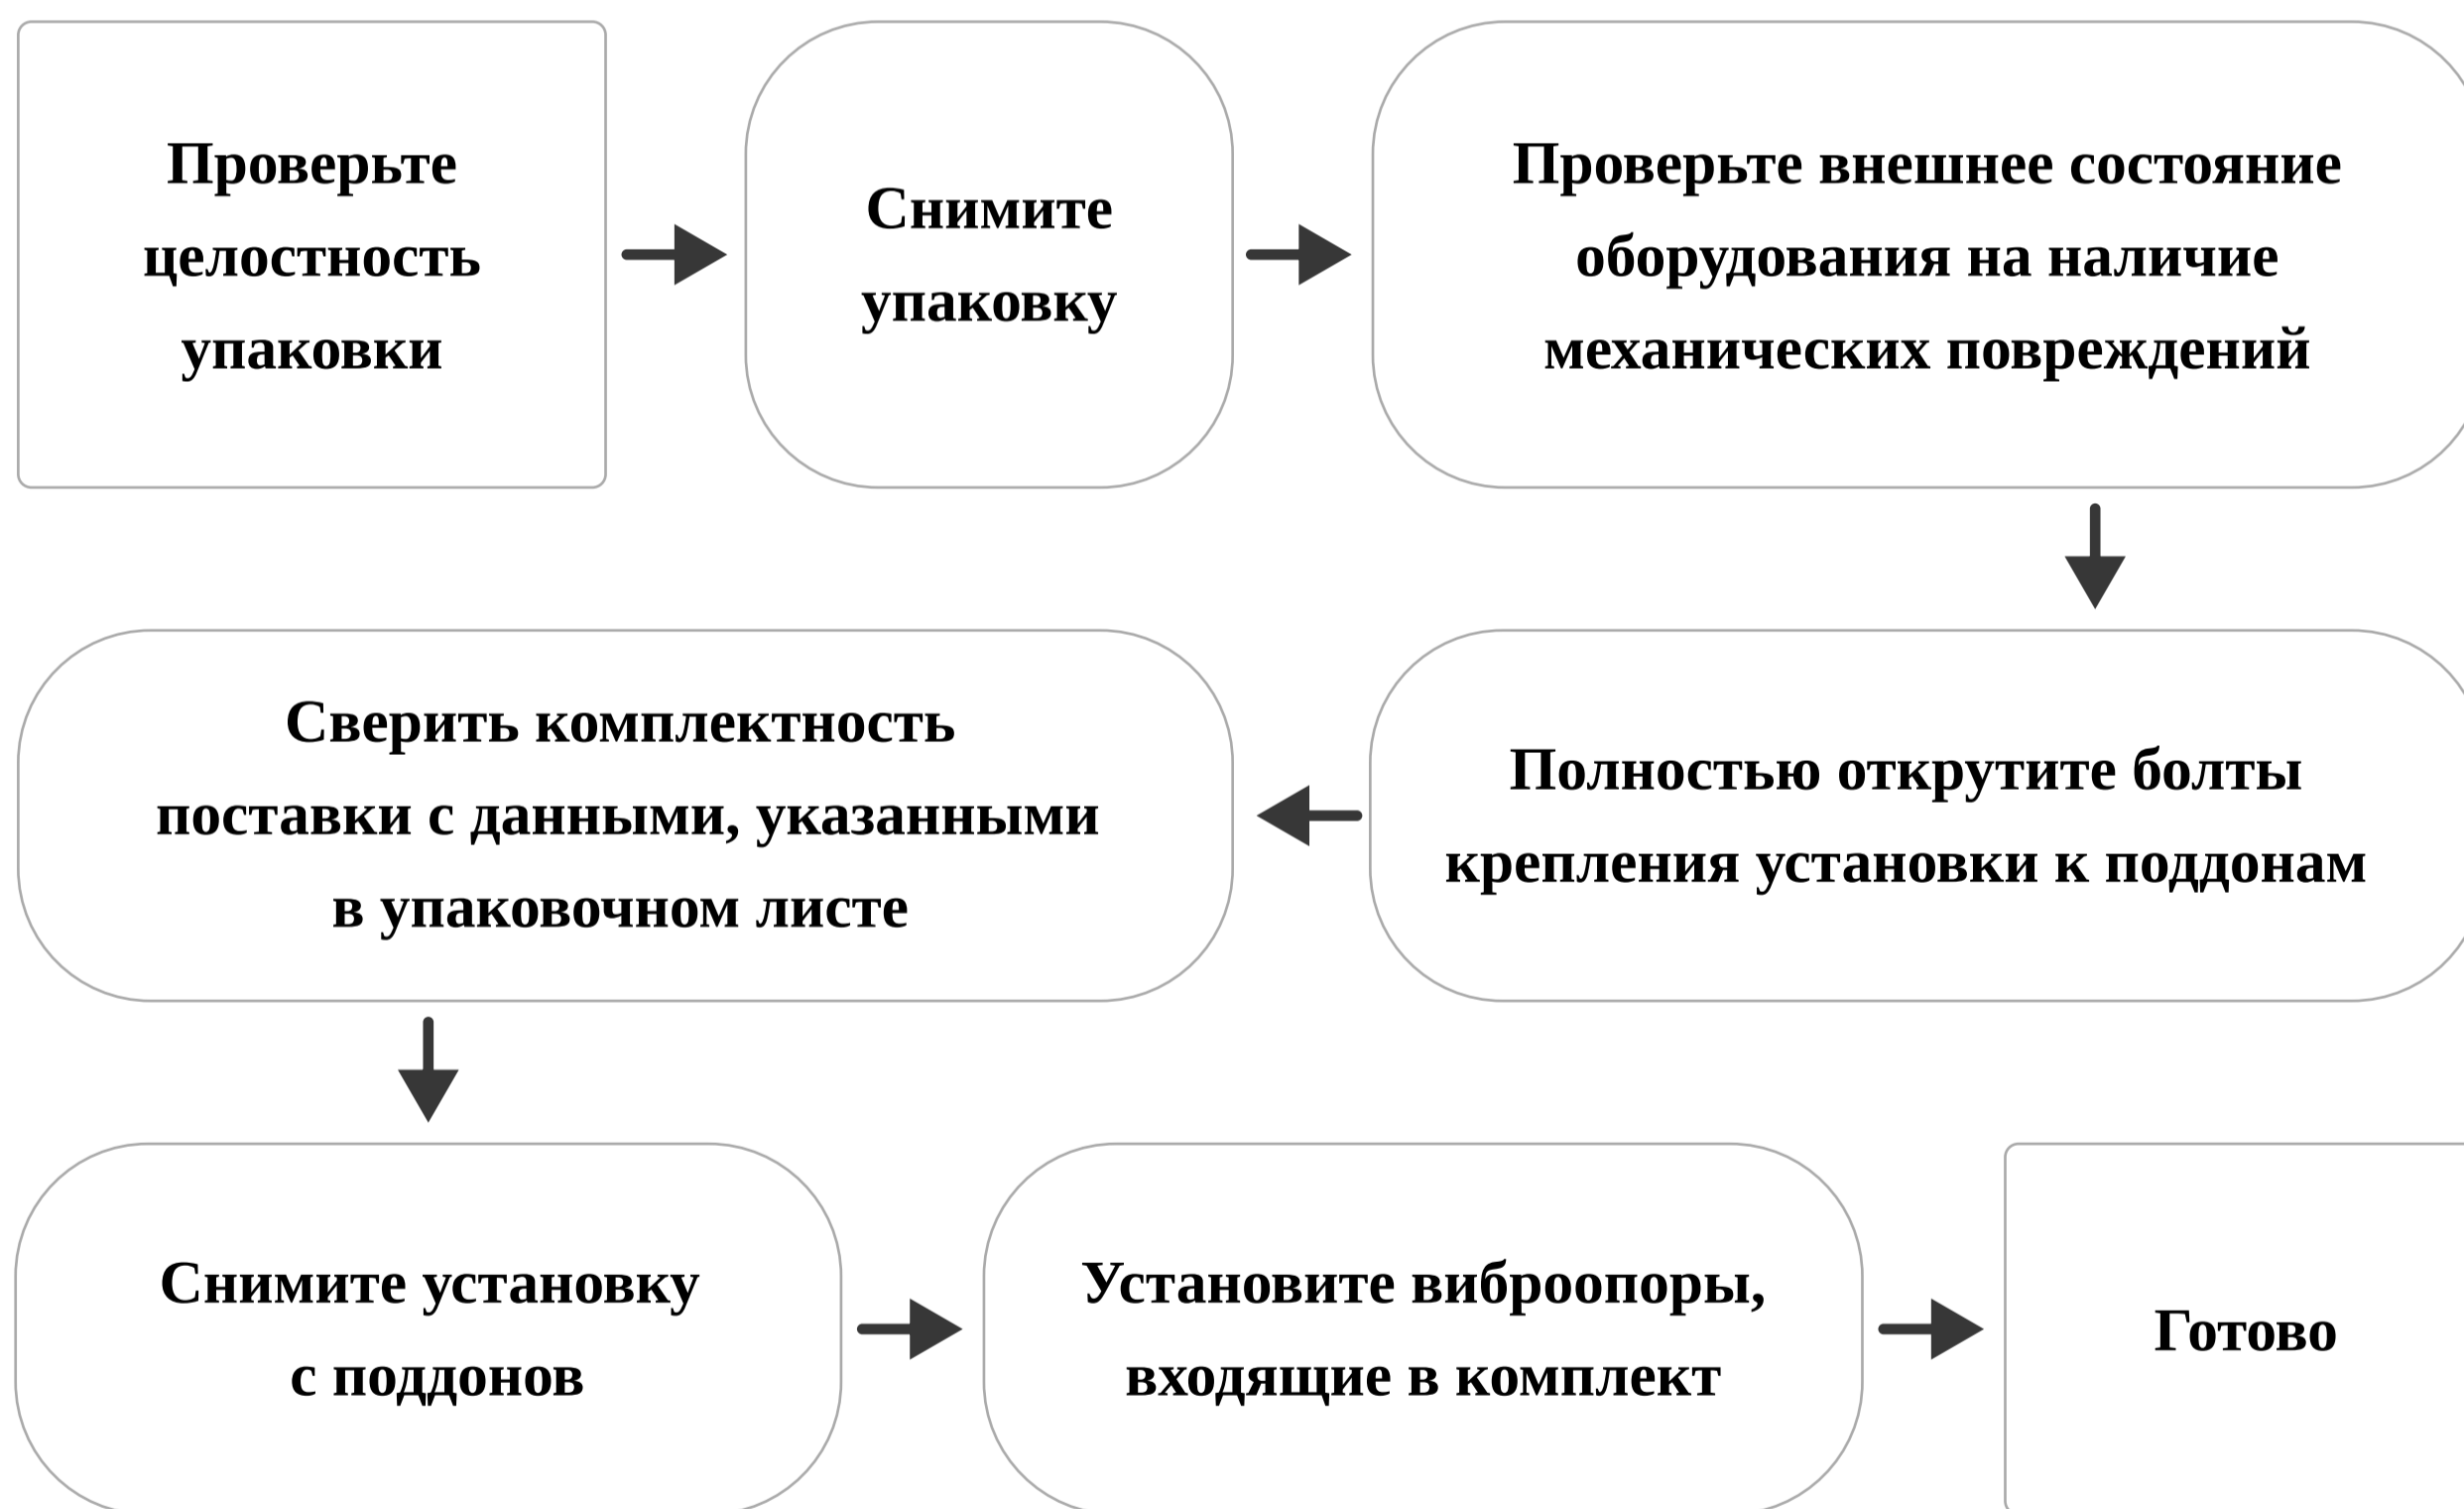 Проверьте
целостность
упаковки
Снимите
упаковку
Проверьте внешнее состояние
оборудования на наличие
механических повреждений
Полностью открутите болты
крепления установки к поддонам
Сверить комплектность
поставки с данными, указанными
в упаковочном листе
Снимите установку
с поддонов
Установите виброопоры,
входящие в комплект
Готово